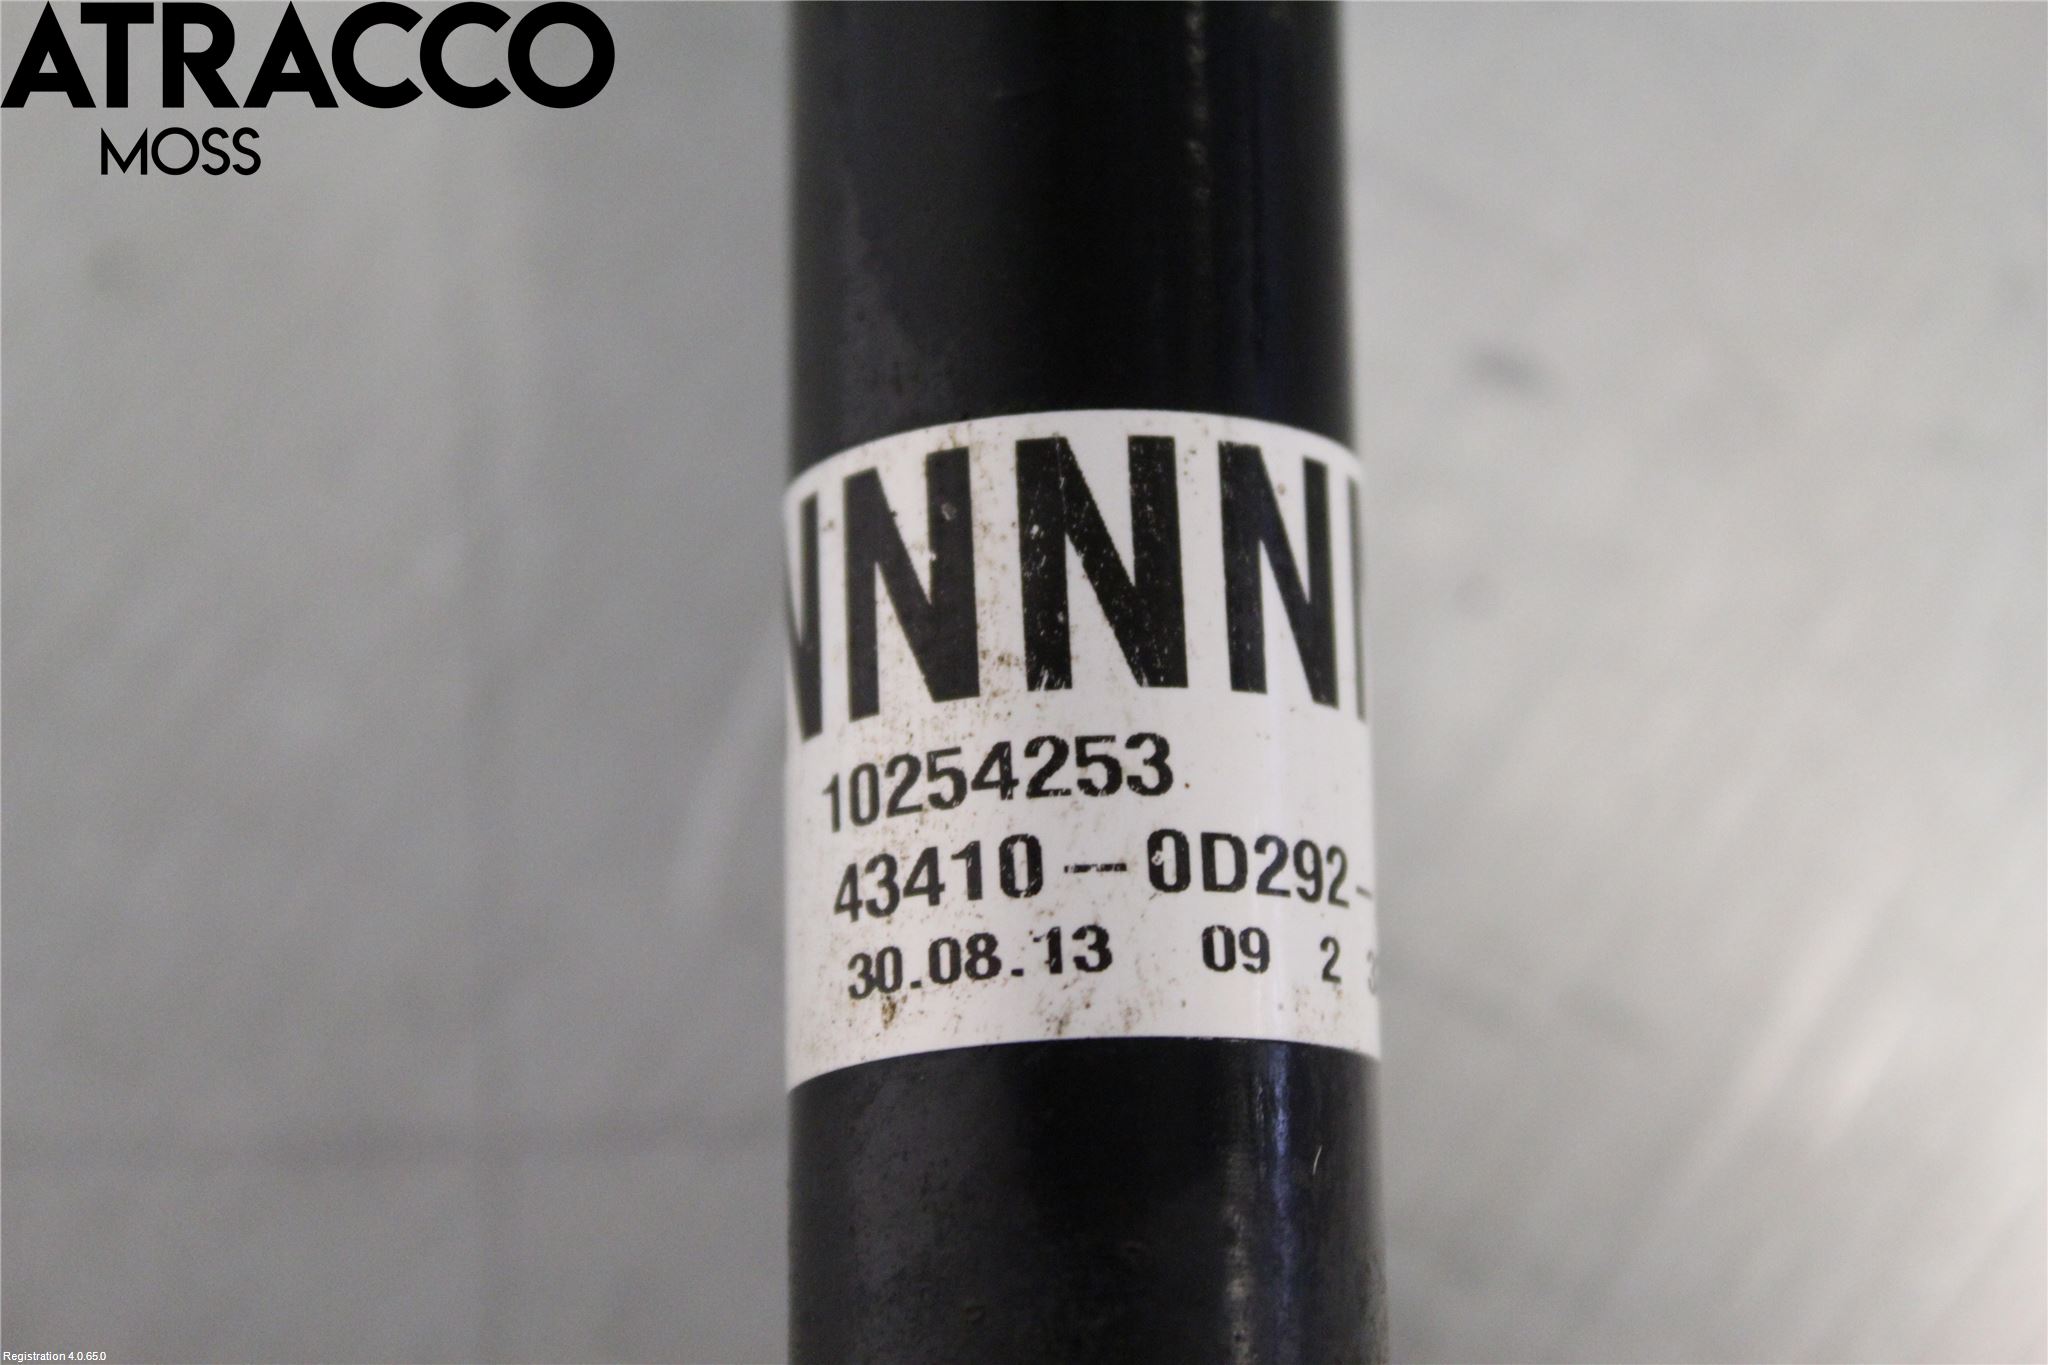 ATRACCO
MOSS
NNNN
10254253
43410-0D292-
30.08.13 09 2
Registration 4.0.65.0